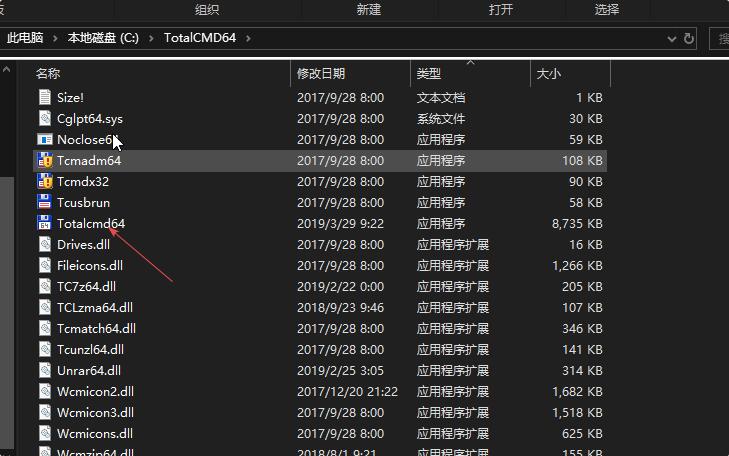 组织 新建 打开 选择
此电脑 › 本地磁盘 (C:) › TotalCMD64 ›
名称 修改日期 类型 大小
Size! 2017/9/28 8:00 文本文档 1 KB
Cglpt64.sys 2017/9/28 8:00 系统文件 30 KB
Noclose64 2017/9/28 8:00 应用程序 59 KB
Tcmadm64 2017/9/28 8:00 应用程序 108 KB
Tcmdx32 2017/9/28 8:00 应用程序 90 KB
Tcusbrun 2017/9/28 8:00 应用程序 58 KB
Totalcmd64 2019/3/29 9:22 应用程序 8,735 KB
Drives.dll 2017/9/28 8:00 应用程序扩展 16 KB
Fileicons.dll 2017/9/28 8:00 应用程序扩展 1,266 KB
TC7z64.dll 2019/2/22 0:00 应用程序扩展 205 KB
TCLzma64.dll 2018/9/23 9:46 应用程序扩展 107 KB
Tcmatch64.dll 2017/9/28 8:00 应用程序扩展 346 KB
Tcunzl64.dll 2017/9/28 8:00 应用程序扩展 141 KB
Unrar64.dll 2019/2/25 3:05 应用程序扩展 314 KB
Wcmicon2.dll 2017/12/20 21:22 应用程序扩展 1,682 KB
Wcmicon3.dll 2017/9/28 8:00 应用程序扩展 1,518 KB
Wcmicons.dll 2017/9/28 8:00 应用程序扩展 625 KB
Wcmzip64.dll 2018/8/1 9:21 应用程序扩展 155 KB